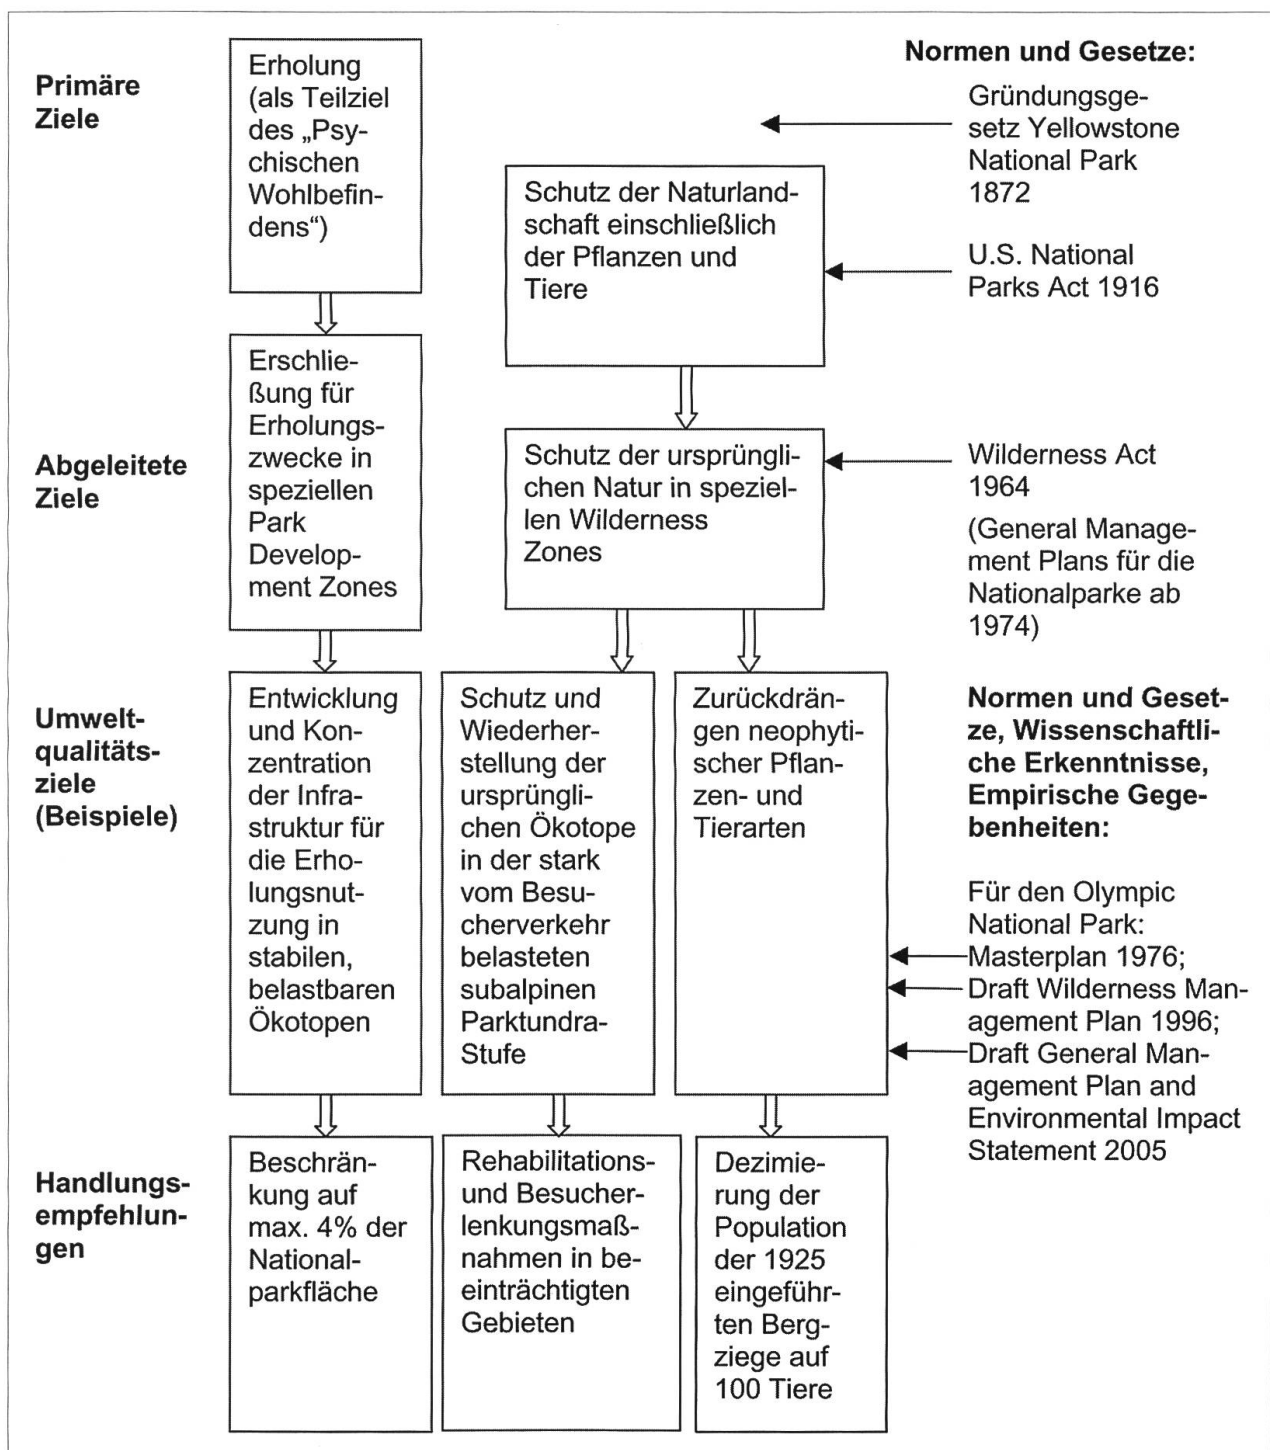 Primäre
Ziele
Erholung
(als Teilziel
des „Psy-
chischen
Wohlbefin-
dens“)
Schutz der Naturland-
schaft einschließlich
der Pflanzen und
Tiere
Normen und Gesetze:
Gründungsge-
setz Yellowstone
National Park
1872
U.S. National
Parks Act 1916
Abgeleitete
Ziele
Erschlie-
ßung für
Erholungs-
zwecke in
speziellen
Park
Develop-
ment Zones
Schutz der ursprüngli-
chen Natur in speziel-
len Wilderness
Zones
Wilderness Act
1964
(General Manage-
ment Plans für die
Nationalparke ab
1974)
Umwelt-
qualitäts-
ziele
(Beispiele)
Entwicklung
und Kon-
zentration
der Infra-
struktur für
die Erho-
lungsnut-
zung in
stabilen,
belastbaren
Ökotopen
Schutz und
Wiederher-
stellung der
ursprüngli-
chen Ökotope
in der stark
vom Besu-
cherverkehr
belasteten
subalpinen
Parktundra-
Stufe
Zurückdrän-
gen neophyti-
scher Pflan-
zen- und
Tierarten
Normen und Geset-
ze, Wissenschaftli-
che Erkenntnisse,
Empirische Gege-
benheiten:
Für den Olympic
National Park:
Masterplan 1976;
Draft Wilderness Man-
agement Plan 1996;
Draft General Man-
agement Plan and
Environmental Impact
Statement 2005
Handlungs-
empfehlun-
gen
Beschrän-
kung auf
max. 4% der
National-
parkfläche
Rehabilitations-
und Besucher-
lenkungsmaß-
nahmen in be-
einträchtigten
Gebieten
Dezimie-
rung der
Population
der 1925
eingeführ-
ten Berg-
ziege auf
100 Tiere